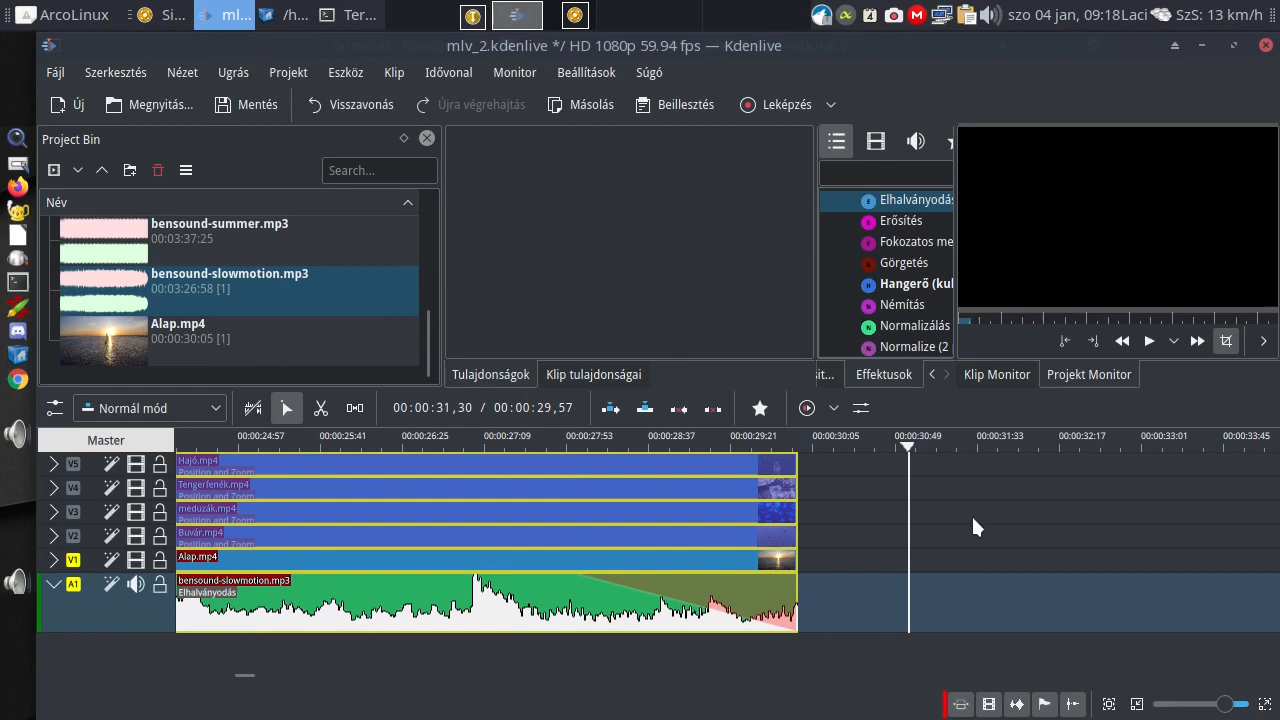 ArcoLinux
Si...
ml...
/h...
Ter...
szo 04 jan, 09:18
Laci
SzS: 13 km/h
mlv_2.kdenlive */ HD 1080p 59.94 fps — Kdenlive
Fájl
Szerkesztés
Nézet
Ugrás
Projekt
Eszköz
Klip
Idővonal
Monitor
Beállítások
Súgó
Új
Megnyitás...
Mentés
Visszavonás
Újra végrehajtás
Másolás
Beillesztés
Leképzés
Project Bin
Search...
Név
bensound-summer.mp3
00:03:37:25
bensound-slowmotion.mp3
00:03:26:58 [1]
Alap.mp4
00:00:30:05 [1]
Elhalványodás
Erősítés
Fokozatos me
Görgetés
Hangerő (kul
Némítás
Normalizálás
Normalize (2
Tulajdonságok
Klip tulajdonságai
sit...
Effektusok
Klip Monitor
Projekt Monitor
Normál mód
00:00:31,30 / 00:00:29,57
Master
00:00:24:57
00:00:25:41
00:00:26:25
00:00:27:09
00:00:27:53
00:00:28:37
00:00:29:21
00:00:30:05
00:00:30:49
00:00:31:33
00:00:32:17
00:00:33:01
00:00:33:45
V5
Hajó.mp4
Position and Zoom
V4
Tengerfenék.mp4
Position and Zoom
V3
meduzák.mp4
Position and Zoom
V2
Buvár.mp4
Position and Zoom
V1
Alap.mp4
A1
bensound-slowmotion.mp3
Elhalványodás